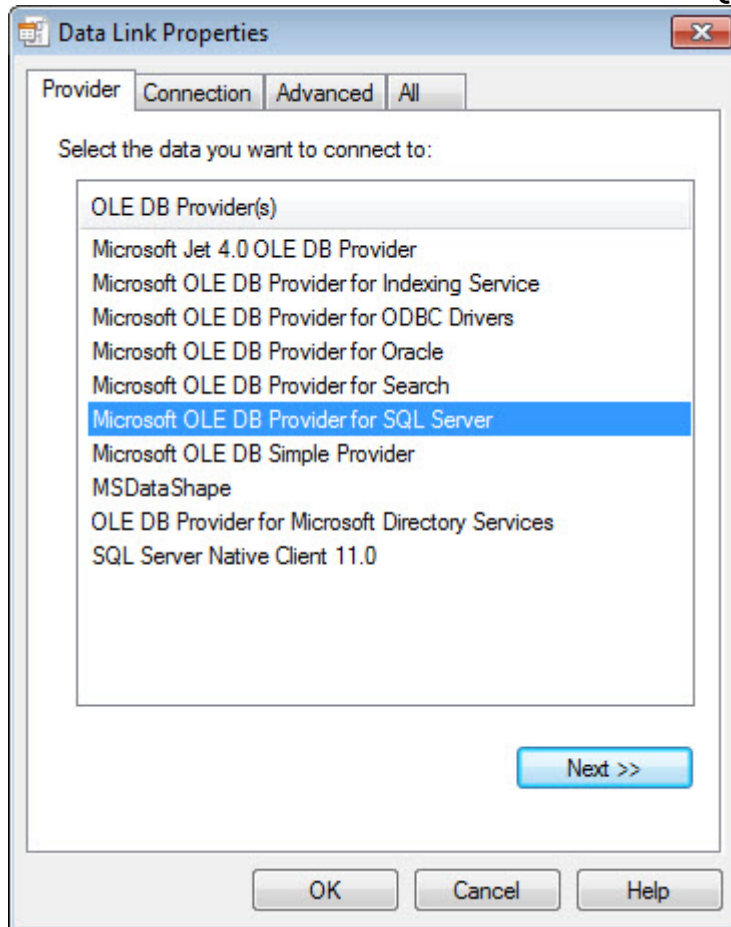 Data Link Properties
Provider Connection Advanced All
Select the data you want to connect to:
OLE DB Provider(s)
Microsoft Jet 4.0 OLE DB Provider
Microsoft OLE DB Provider for Indexing Service
Microsoft OLE DB Provider for ODBC Drivers
Microsoft OLE DB Provider for Oracle
Microsoft OLE DB Provider for Search
Microsoft OLE DB Provider for SQL Server
Microsoft OLE DB Simple Provider
MSDataShape
OLE DB Provider for Microsoft Directory Services
SQL Server Native Client 11.0
Next >>
OK Cancel Help